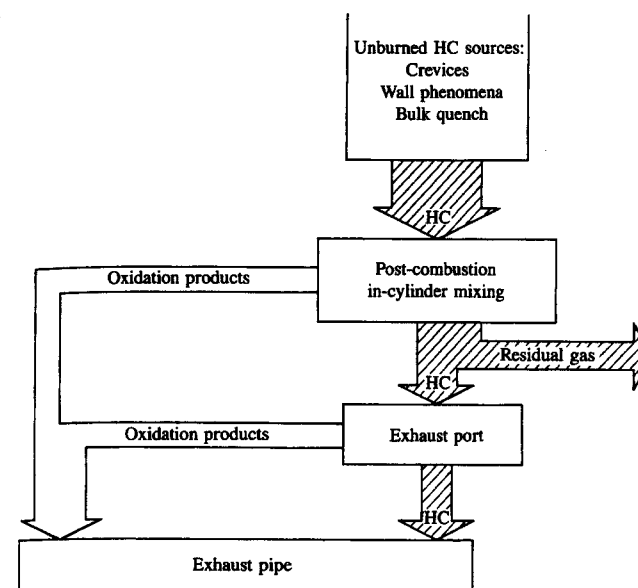 Unburned HC sources:
Crevices
Wall phenomena
Bulk quench
HC
Post-combustion
in-cylinder mixing
Oxidation products
Residual gas
HC
Exhaust port
Oxidation products
HC
Exhaust pipe